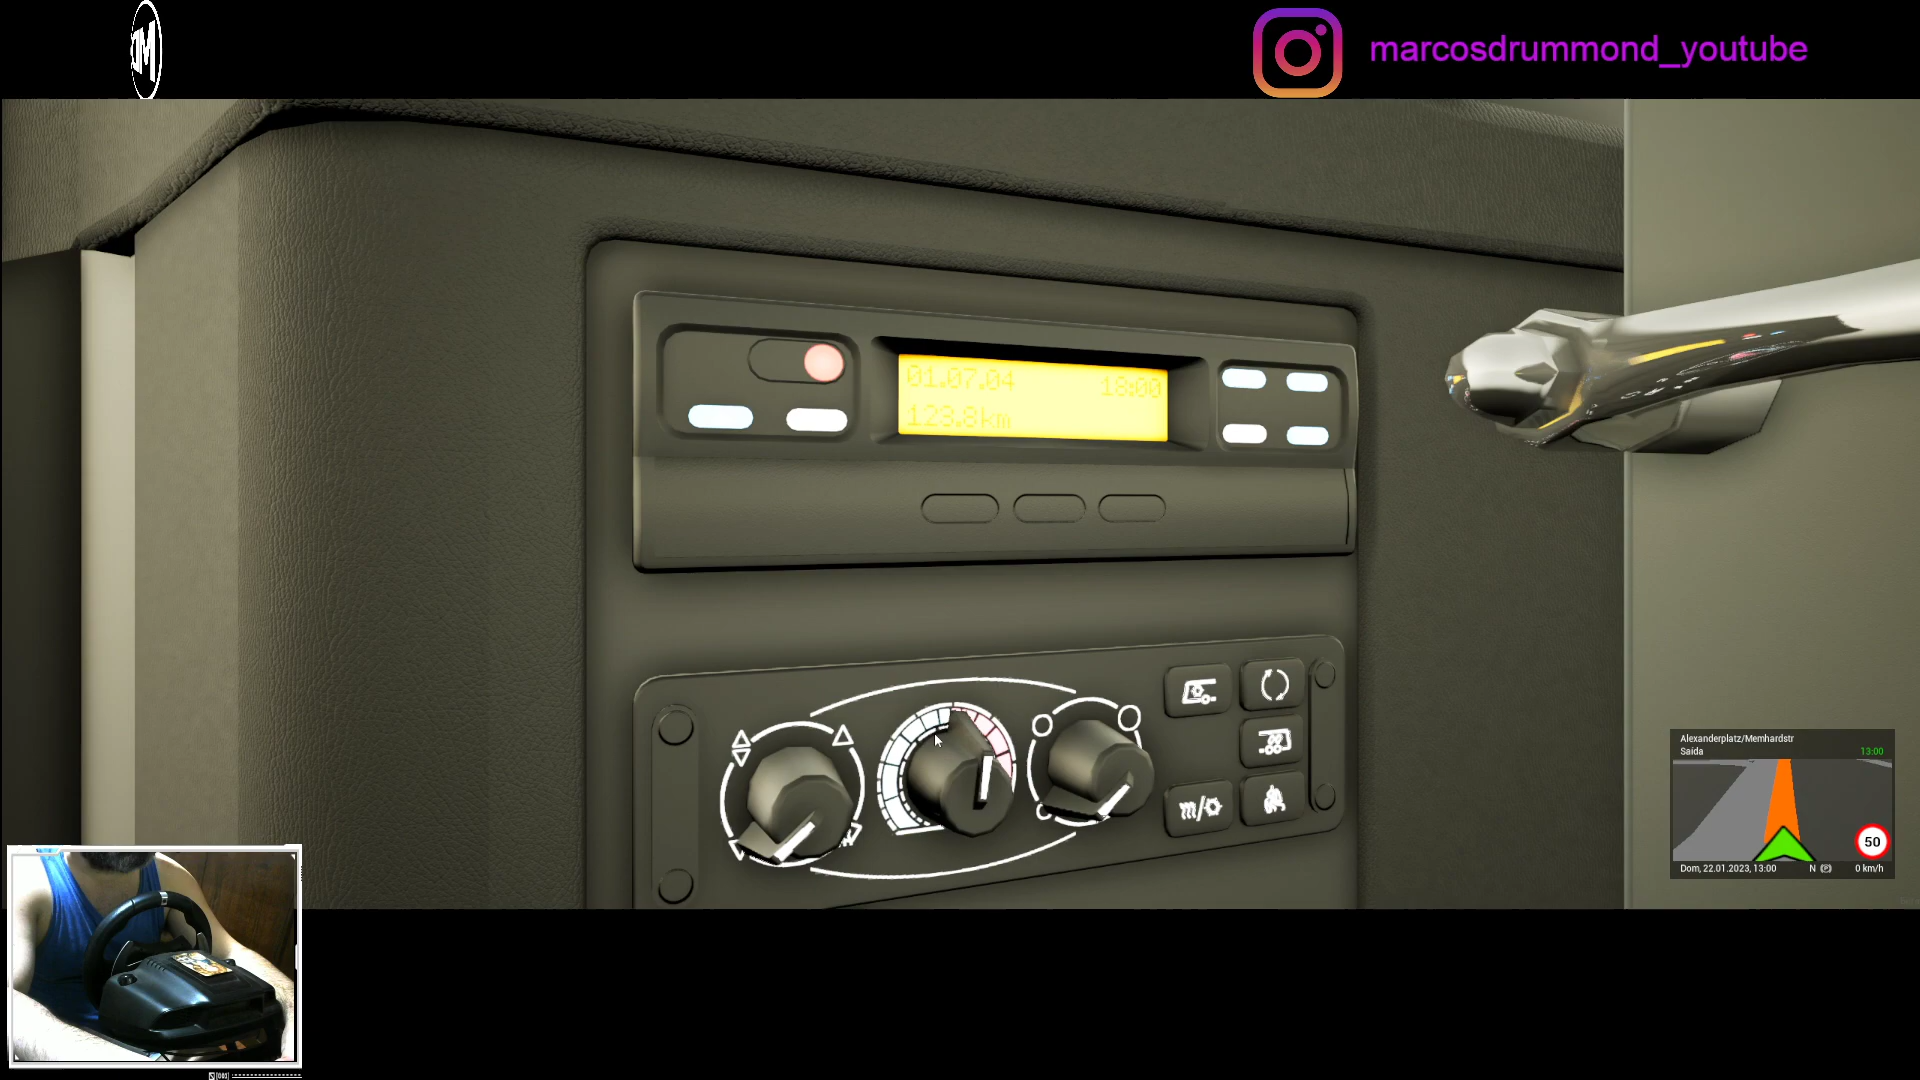 marcosdrummond_youtube
01.07.04 18:00
123.8km
Alexanderplatz/Memhardstr
Saída 13:00
50
Dom, 22.01.2023, 13:00 N (P) 0 km/h